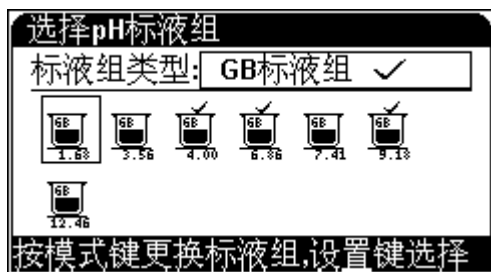 选择pH标液组
标液组类型: GB标液组 ✓
GB GB GB GB GB GB
1.68 3.56 4.00 6.86 7.41 9.18
GB
12.46
按模式键更换标液组,设置键选择